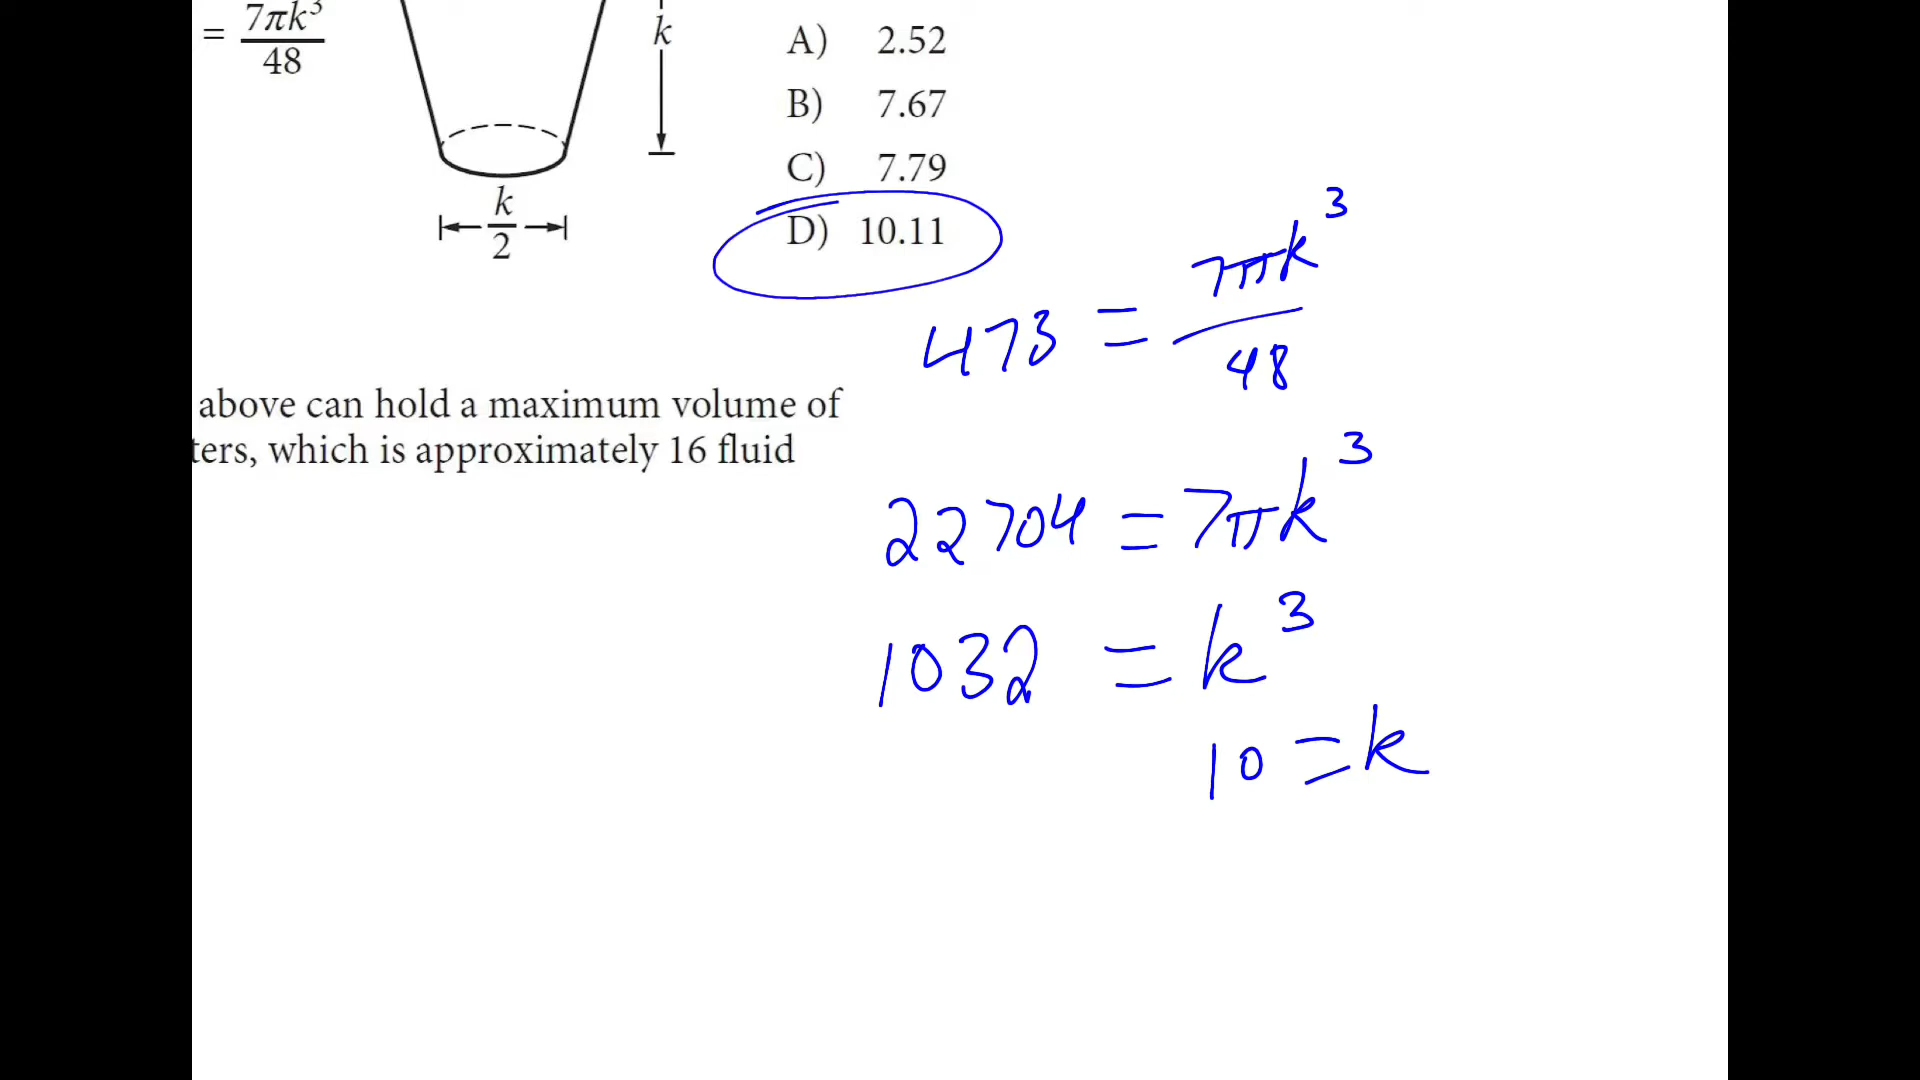 = 7πk³/48
k
k/2
A) 2.52
B) 7.67
C) 7.79
D) 10.11
above can hold a maximum volume of
ters, which is approximately 16 fluid
473 = 7πk³/48
22704 = 7πk³
1032 = k³
10 = k